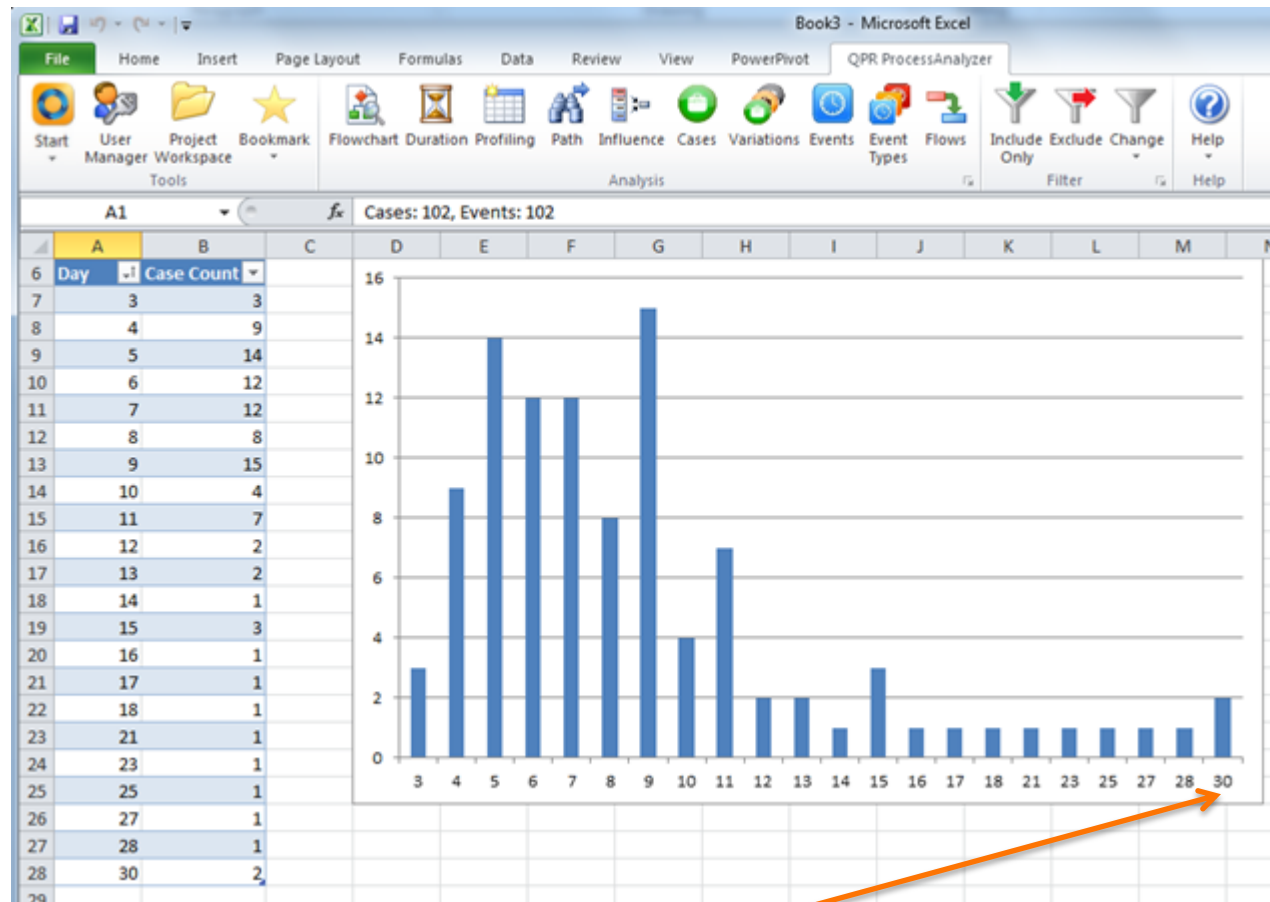 Book3 - Microsoft Excel
File Home Insert Page Layout Formulas Data Review View PowerPivot QPR ProcessAnalyzer
Start User Manager Project Workspace Bookmark Flowchart Duration Profiling Path Influence Cases Variations Events Event Types Flows Include Only Exclude Change Help
Tools Analysis Filter Help
A1 fx Cases: 102, Events: 102
A B C D E F G H I J K L M
6 Day Case Count
7 3 3
8 4 9
9 5 14
10 6 12
11 7 12
12 8 8
13 9 15
14 10 4
15 11 7
16 12 2
17 13 2
18 14 1
19 15 3
20 16 1
21 17 1
22 18 1
23 21 1
24 23 1
25 25 1
26 27 1
27 28 1
28 30 2
29
16
14
12
10
8
6
4
2
0
3 4 5 6 7 8 9 10 11 12 13 14 15 16 17 18 21 23 25 27 28 30